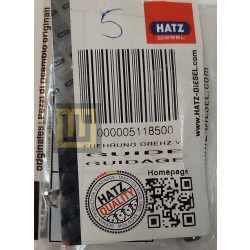 5
HATZ
DIESEL
originales | Pezzi di ricambio originali
www.HATZ-DIESEL.com
000005118500
FUEHRUNG DREHZ V
GUIDE
GUIDAGE
HATZ
QUALITY
Homepage